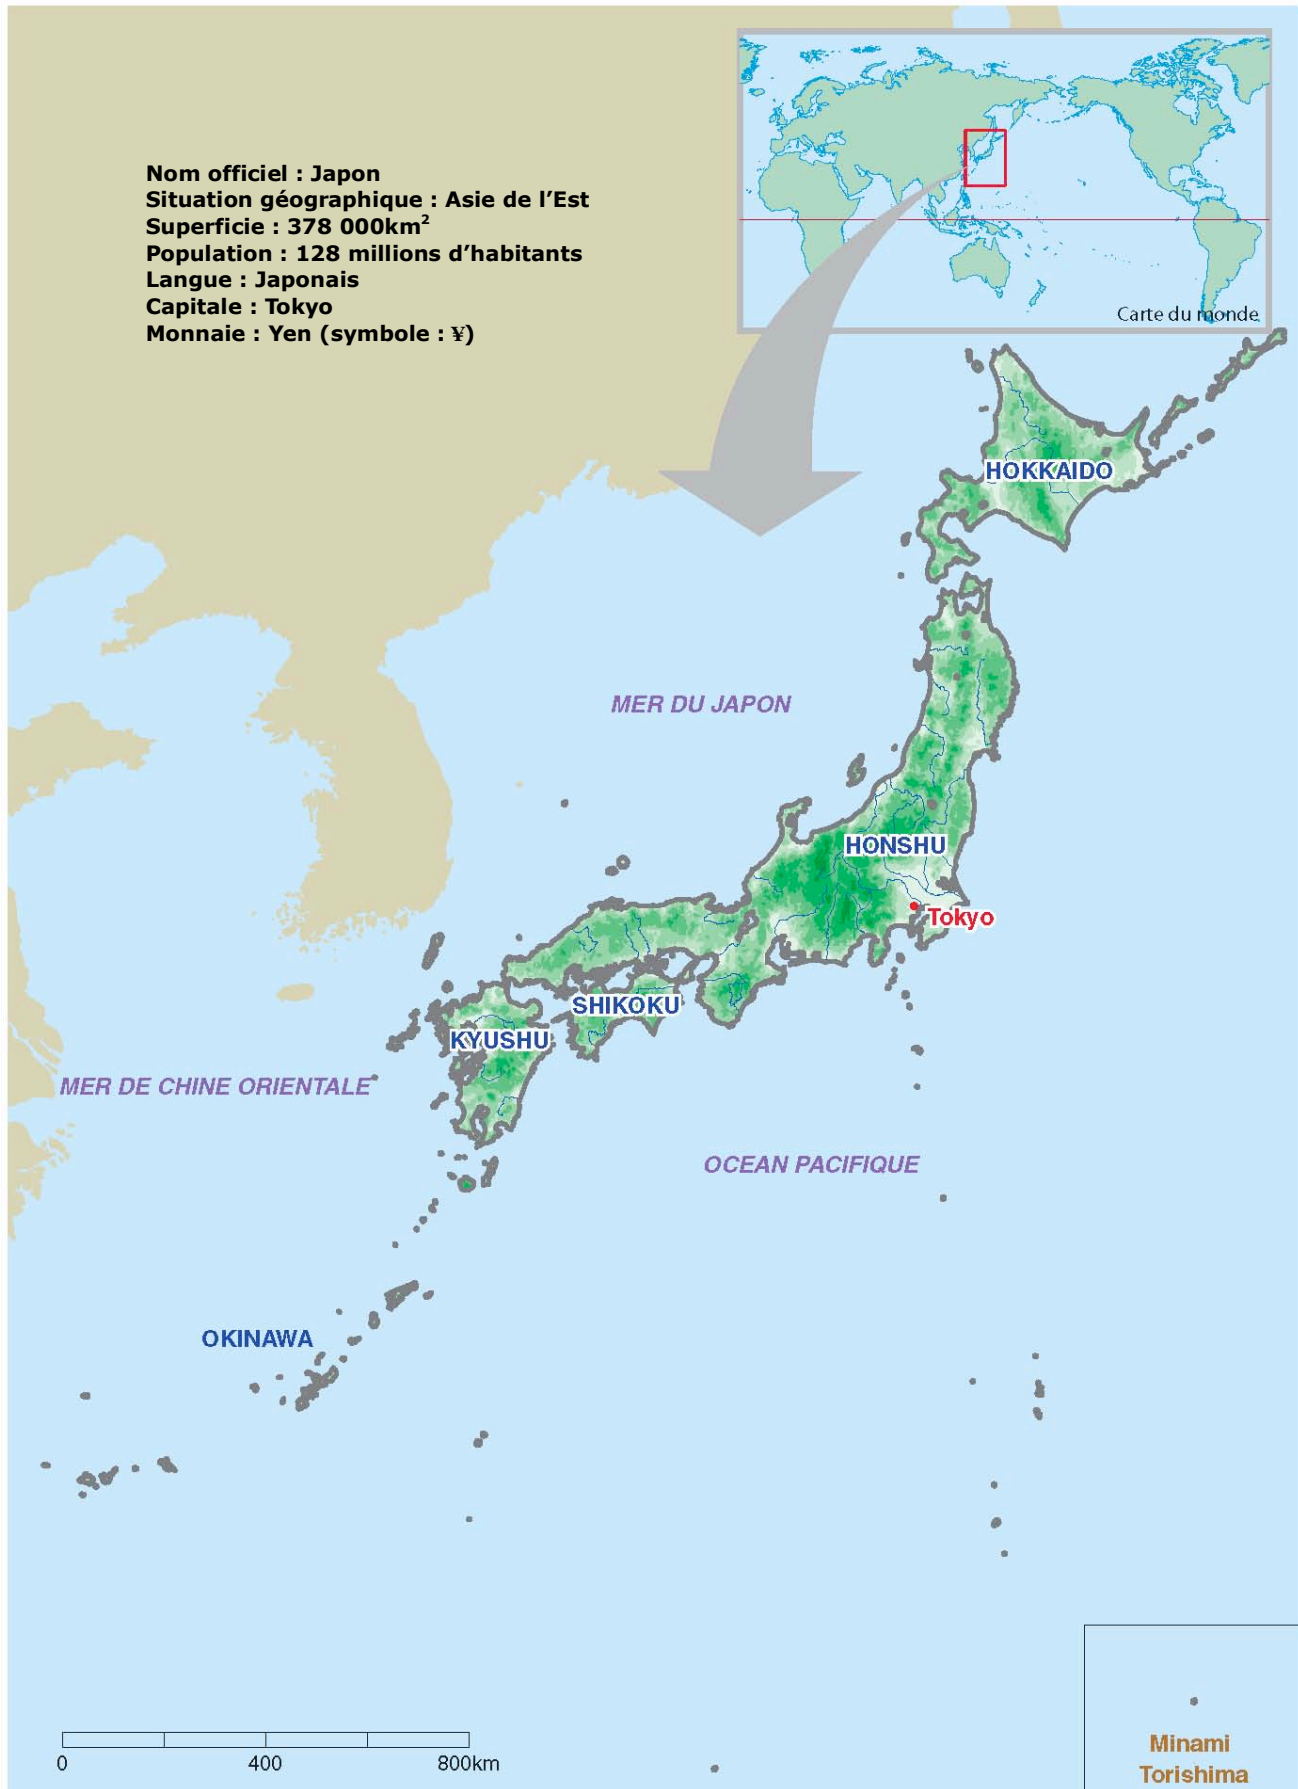 Nom officiel : Japon
Situation géographique : Asie de l’Est
Superficie : 378 000km²
Population : 128 millions d’habitants
Langue : Japonais
Capitale : Tokyo
Monnaie : Yen (symbole : ¥)
Carte du monde
HOKKAIDO
MER DU JAPON
HONSHU
Tokyo
SHIKOKU
KYUSHU
MER DE CHINE ORIENTALE
OCEAN PACIFIQUE
OKINAWA
0 400 800km
Minami
Torishima